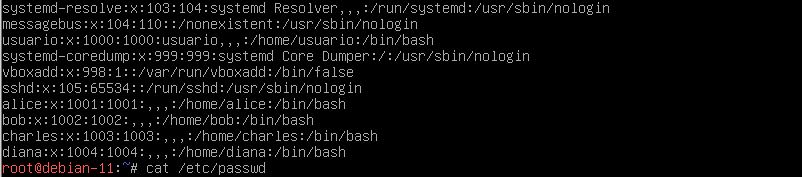 systemd-resolve:x:103:104:systemd Resolver,,,:/run/systemd:/usr/sbin/nologin
messagebus:x:104:110::/nonexistent:/usr/sbin/nologin
usuario:x:1000:1000:usuario,,,:/home/usuario:/bin/bash
systemd-coredump:x:999:999:systemd Core Dumper:/:/usr/sbin/nologin
vboxadd:x:998:1::/var/run/vboxadd:/bin/false
sshd:x:105:65534::/run/sshd:/usr/sbin/nologin
alice:x:1001:1001:,,,:/home/alice:/bin/bash
bob:x:1002:1002:,,,:/home/bob:/bin/bash
charles:x:1003:1003:,,,:/home/charles:/bin/bash
diana:x:1004:1004:,,,:/home/diana:/bin/bash
root@debian-11:~# cat /etc/passwd